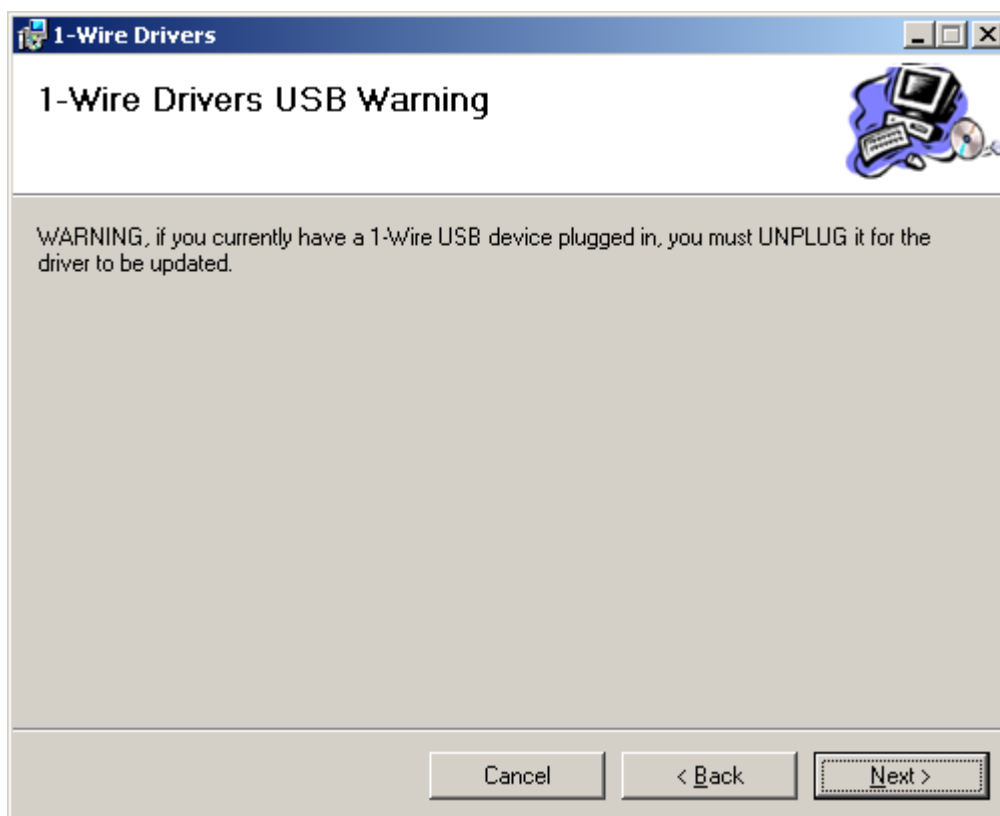 1-Wire Drivers
1-Wire Drivers USB Warning
WARNING, if you currently have a 1-Wire USB device plugged in, you must UNPLUG it for the
driver to be updated.
Cancel
< Back
Next >